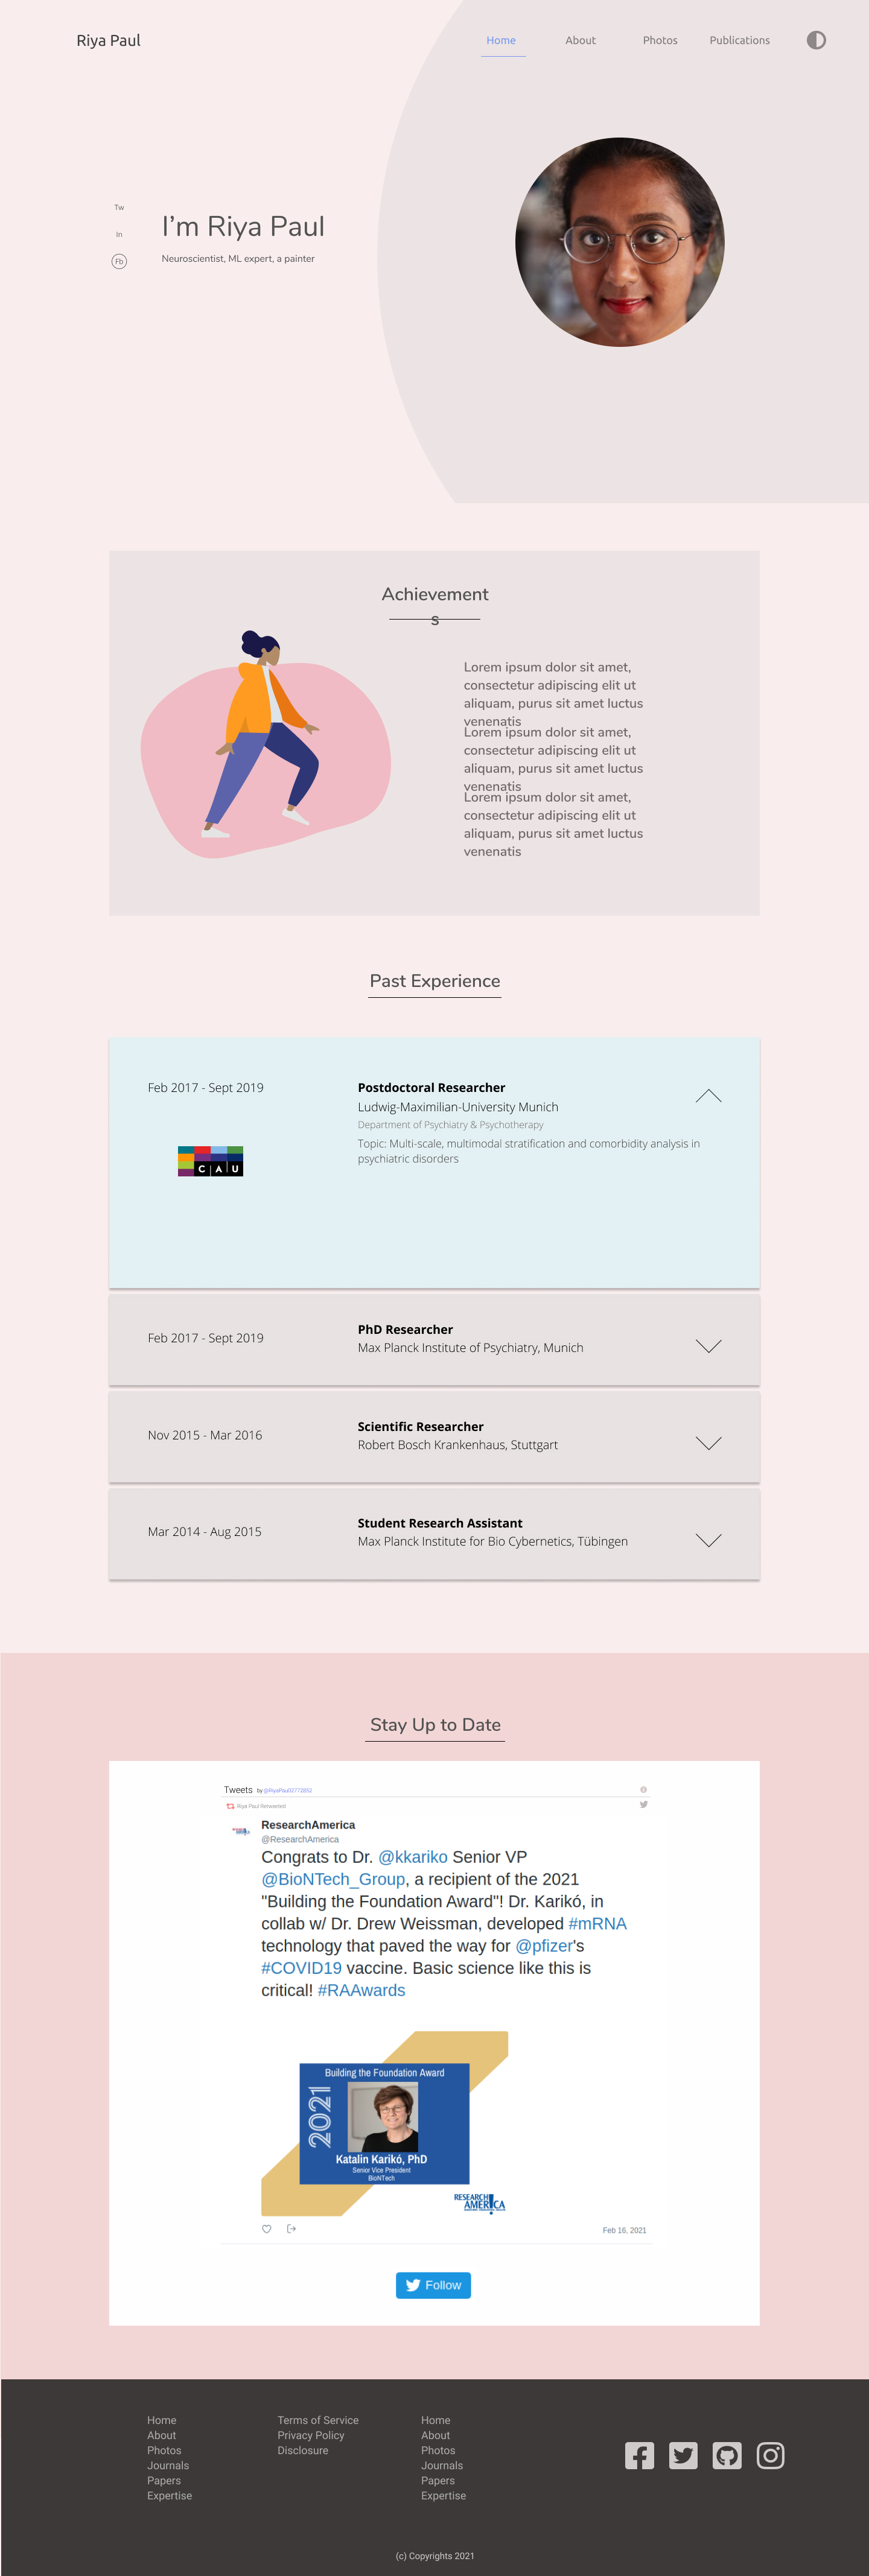 Riya Paul
Home
About
Photos
Publications
Tw
In
Fb
I'm Riya Paul
Neuroscientist, ML expert, a painter
Achievement
s
Lorem ipsum dolor sit amet,
consectetur adipiscing elit ut
aliquam, purus sit amet luctus
venenatis
Lorem ipsum dolor sit amet,
consectetur adipiscing elit ut
aliquam, purus sit amet luctus
venenatis
Lorem ipsum dolor sit amet,
consectetur adipiscing elit ut
aliquam, purus sit amet luctus
venenatis
Past Experience
Feb 2017 - Sept 2019
C A U
Postdoctoral Researcher
Ludwig-Maximilian-University Munich
Department of Psychiatry & Psychotherapy
Topic: Multi-scale, multimodal stratification and comorbidity analysis in
psychiatric disorders
Feb 2017 - Sept 2019
PhD Researcher
Max Planck Institute of Psychiatry, Munich
Nov 2015 - Mar 2016
Scientific Researcher
Robert Bosch Krankenhaus, Stuttgart
Mar 2014 - Aug 2015
Student Research Assistant
Max Planck Institute for Bio Cybernetics, Tübingen
Stay Up to Date
Tweets by @RiyaPaul02773892
Riya Paul Retweeted
ResearchAmerica
@ResearchAmerica
Congrats to Dr. @kkariko Senior VP
@BioNTech_Group, a recipient of the 2021
"Building the Foundation Award"! Dr. Karikó, in
collab w/ Dr. Drew Weissman, developed #mRNA
technology that paved the way for @pfizer's
#COVID19 vaccine. Basic science like this is
critical! #RAAwards
Building the Foundation Award
2021
Katalin Karikó, PhD
Senior Vice President
BioNTech
RESEARCH
AMERICA
Feb 16, 2021
Follow
Home
About
Photos
Journals
Papers
Expertise
Terms of Service
Privacy Policy
Disclosure
Home
About
Photos
Journals
Papers
Expertise
(c) Copyrights 2021